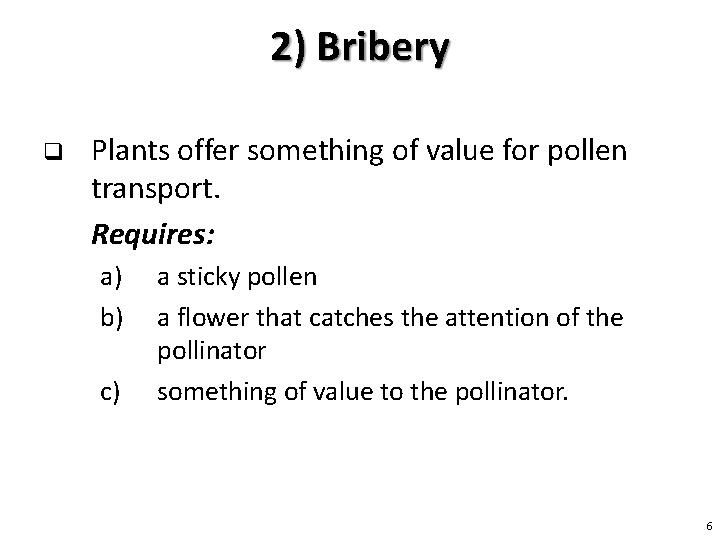 2) Bribery
Plants offer something of value for pollen
transport.
Requires:
a) a sticky pollen
b) a flower that catches the attention of the
pollinator
c) something of value to the pollinator.
6